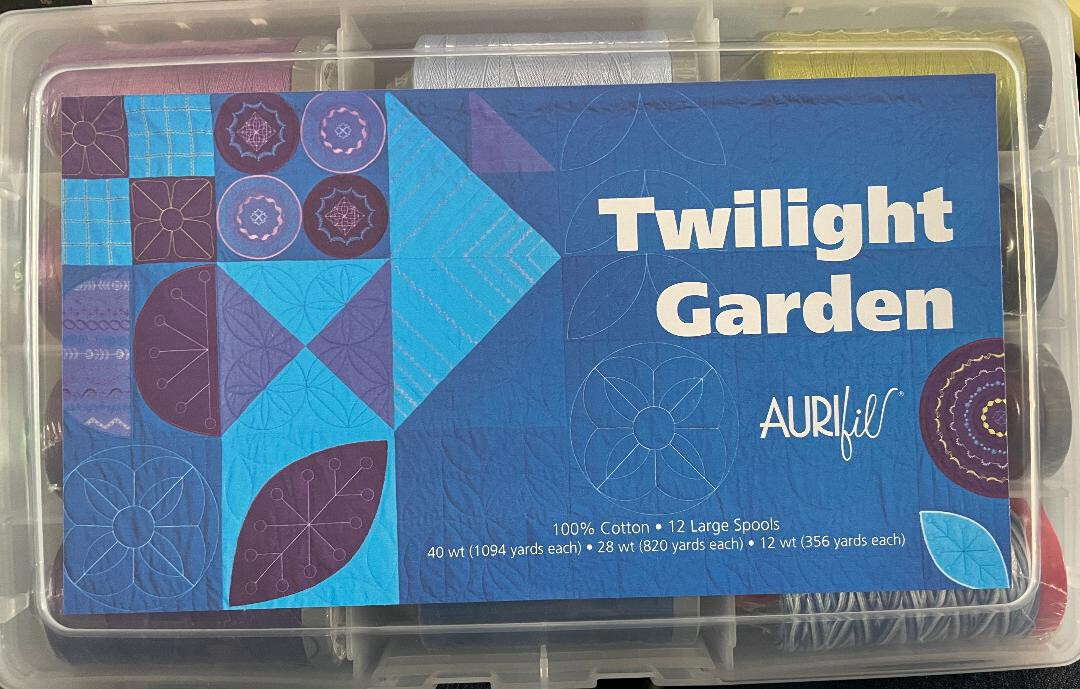 Twilight
Garden
AURIfil®
100% Cotton • 12 Large Spools
40 wt (1094 yards each) • 28 wt (820 yards each) • 12 wt (356 yards each)